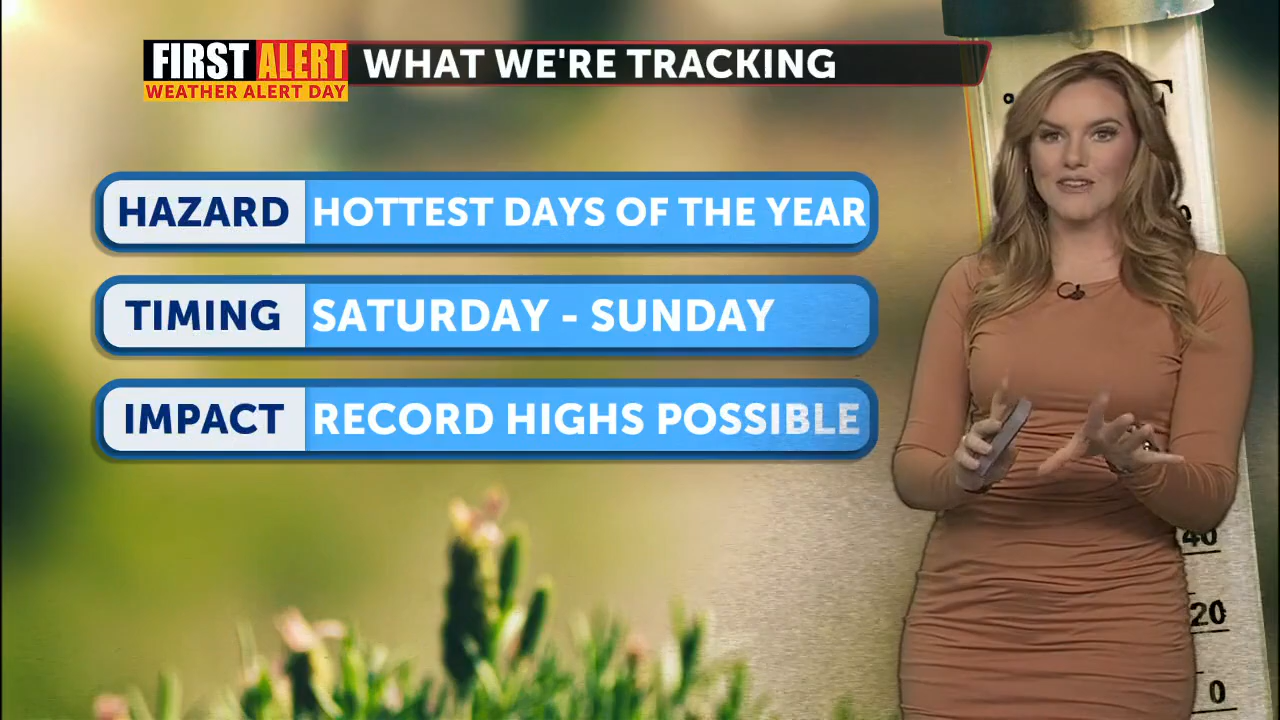 FIRST ALERT
WEATHER ALERT DAY
WHAT WE'RE TRACKING
HAZARD HOTTEST DAYS OF THE YEAR
TIMING SATURDAY - SUNDAY
IMPACT RECORD HIGHS POSSIBLE
°
F
40
20
0